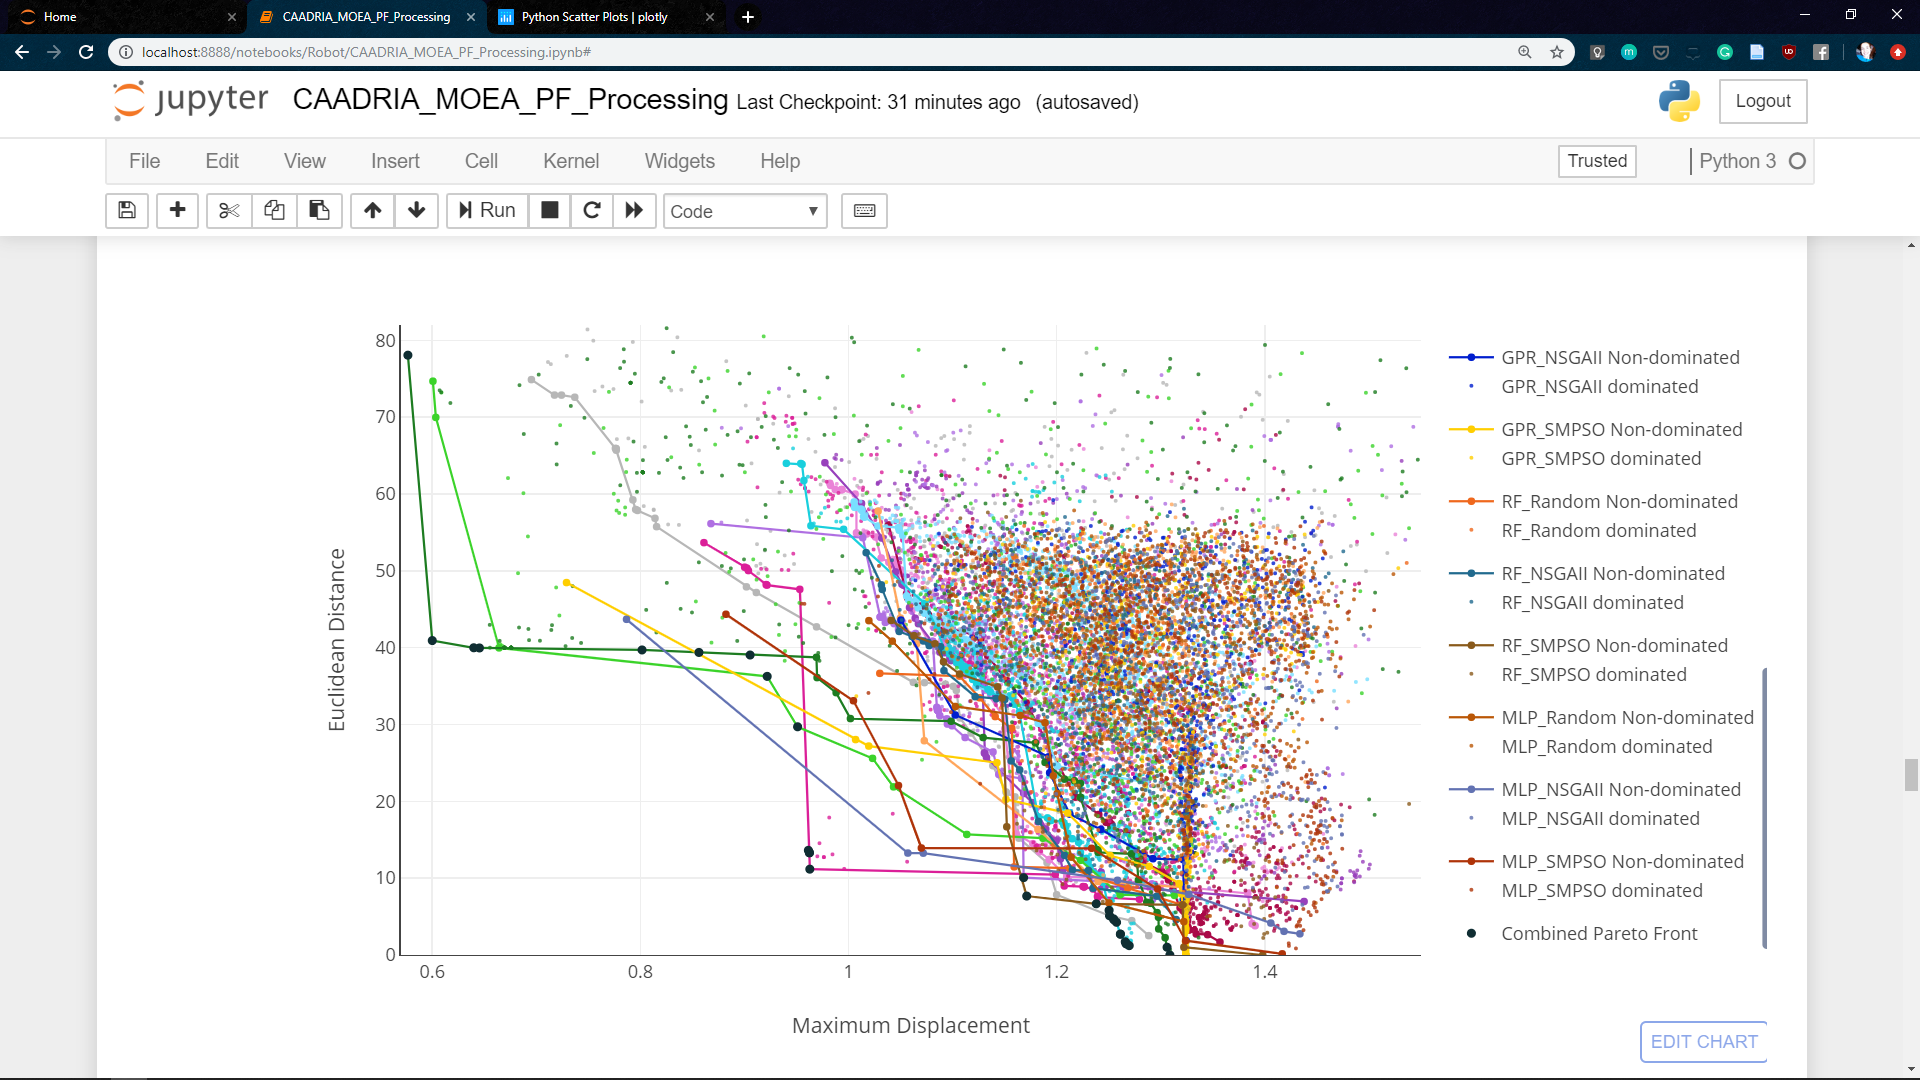 Home
CAADRIA_MOEA_PF_Processing
Python Scatter Plots | plotly
localhost:8888/notebooks/Robot/CAADRIA_MOEA_PF_Processing.ipynb#
jupyter CAADRIA_MOEA_PF_Processing Last Checkpoint: 31 minutes ago (autosaved)
Logout
File Edit View Insert Cell Kernel Widgets Help
Trusted
Python 3
Run
Code
80
70
60
50
40
30
20
10
0
Euclidean Distance
0.6 0.8 1 1.2 1.4
Maximum Displacement
GPR_NSGAII Non-dominated
GPR_NSGAII dominated
GPR_SMPSO Non-dominated
GPR_SMPSO dominated
RF_Random Non-dominated
RF_Random dominated
RF_NSGAII Non-dominated
RF_NSGAII dominated
RF_SMPSO Non-dominated
RF_SMPSO dominated
MLP_Random Non-dominated
MLP_Random dominated
MLP_NSGAII Non-dominated
MLP_NSGAII dominated
MLP_SMPSO Non-dominated
MLP_SMPSO dominated
Combined Pareto Front
EDIT CHART